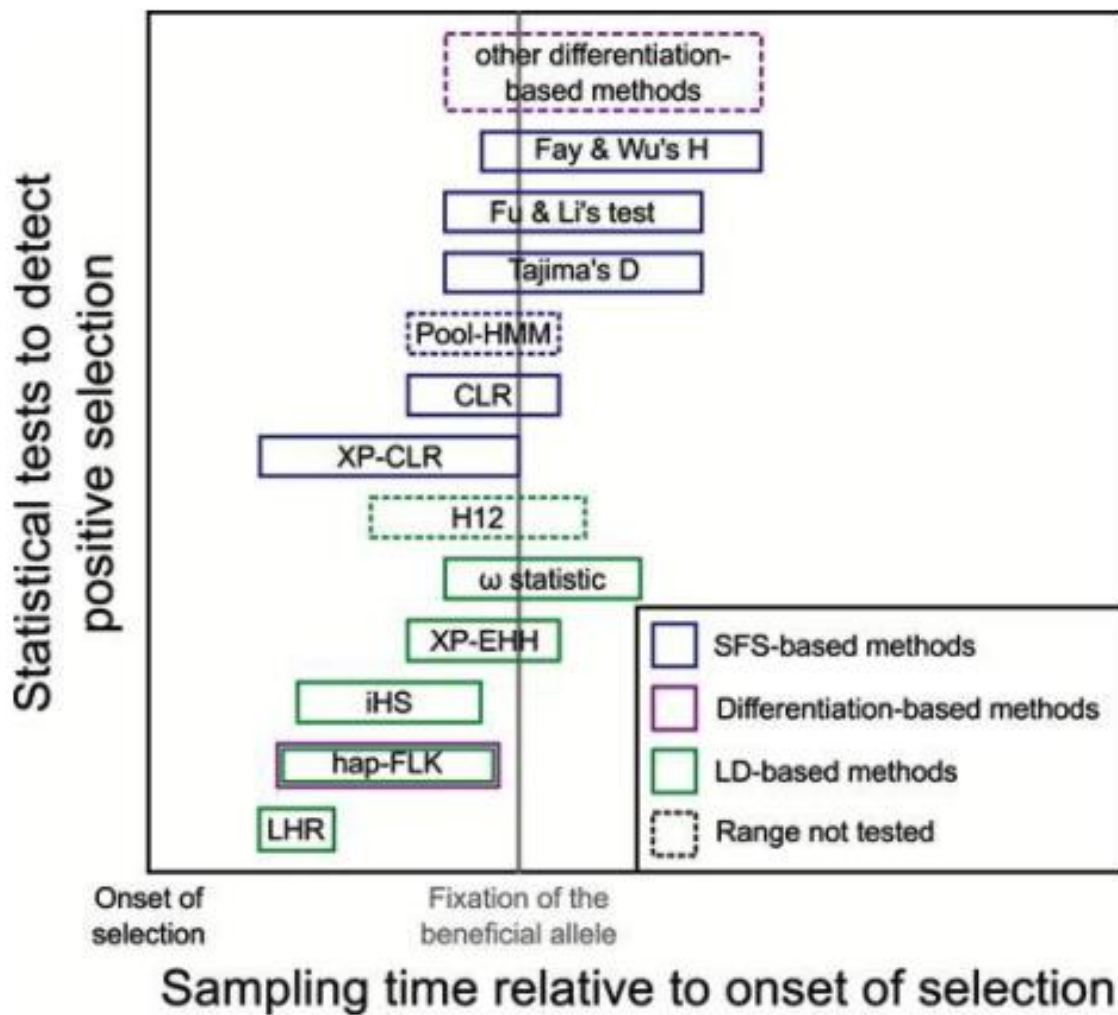 Statistical tests to detect
positive selection
other differentiation-
based methods
Fay & Wu's H
Fu & Li's test
Tajima's D
Pool-HMM
CLR
XP-CLR
H12
ω statistic
XP-EHH
iHS
hap-FLK
LHR
SFS-based methods
Differentiation-based methods
LD-based methods
Range not tested
Onset of
selection
Fixation of the
beneficial allele
Sampling time relative to onset of selection